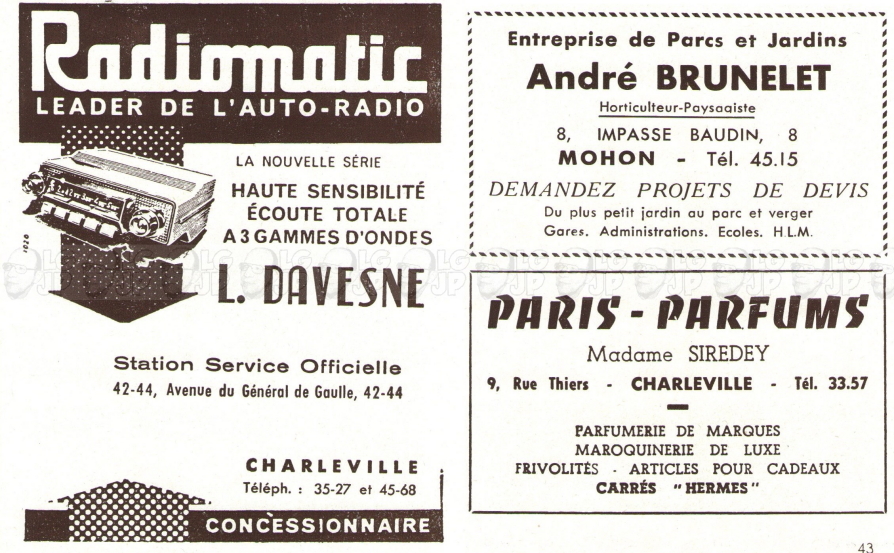 Radiomatic
LEADER DE L'AUTO-RADIO
LA NOUVELLE SÉRIE
HAUTE SENSIBILITÉ
ÉCOUTE TOTALE
A 3 GAMMES D'ONDES
1028
L. DAVESNE
Station Service Officielle
42-44, Avenue du Général de Gaulle, 42-44
CHARLEVILLE
Téléph. : 35-27 et 45-68
CONCESSIONNAIRE
Entreprise de Parcs et Jardins
André BRUNELET
Horticulteur-Paysagiste
8, IMPASSE BAUDIN, 8
MOHON - Tél. 45.15
DEMANDEZ PROJETS DE DEVIS
Du plus petit jardin au parc et verger
Gares. Administrations. Ecoles. H.L.M.
PARIS - PARFUMS
Madame SIREDEY
9, Rue Thiers - CHARLEVILLE - Tél. 33.57
PARFUMERIE DE MARQUES
MAROQUINERIE DE LUXE
FRIVOLITÉS - ARTICLES POUR CADEAUX
CARRÉS "HERMES"
43
LG JP